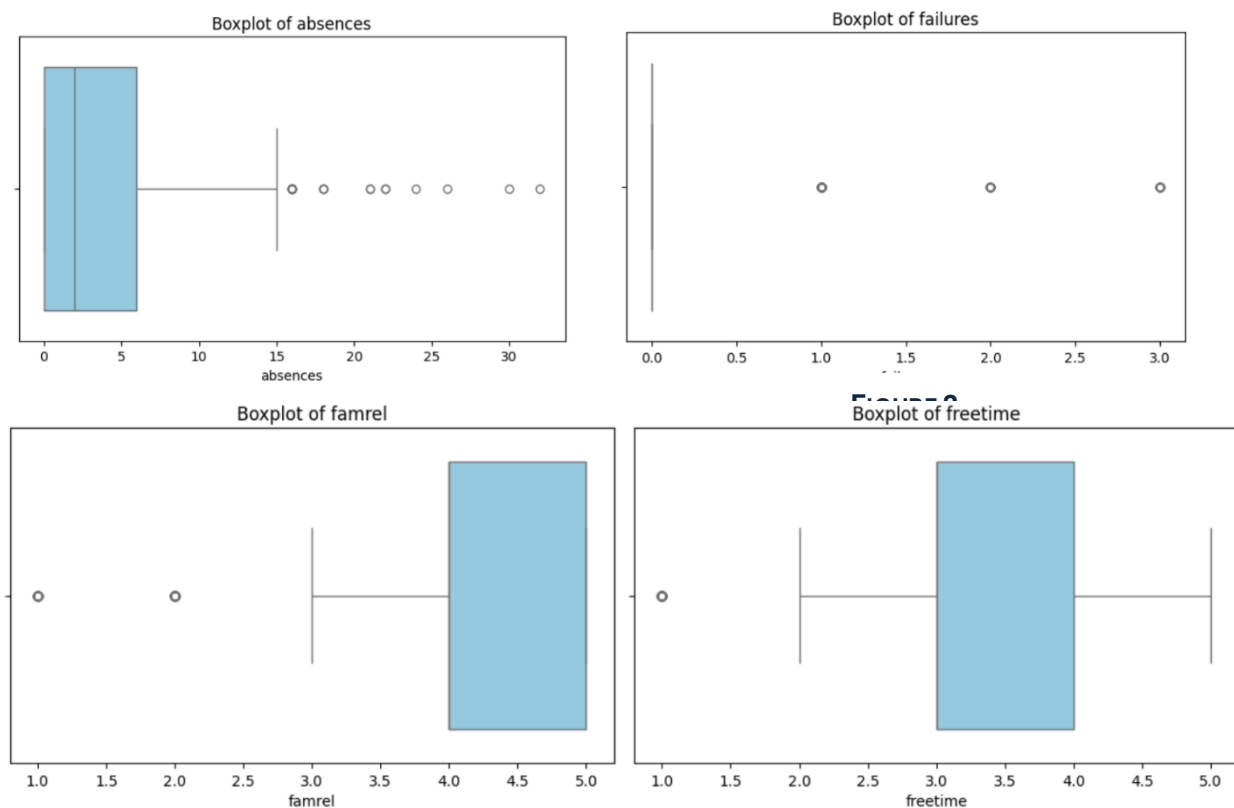 Boxplot of absences
0 5 10 15 20 25 30
absences
Boxplot of failures
0.0 0.5 1.0 1.5 2.0 2.5 3.0
Boxplot of famrel
1.0 1.5 2.0 2.5 3.0 3.5 4.0 4.5 5.0
famrel
Boxplot of freetime
1.0 1.5 2.0 2.5 3.0 3.5 4.0 4.5 5.0
freetime